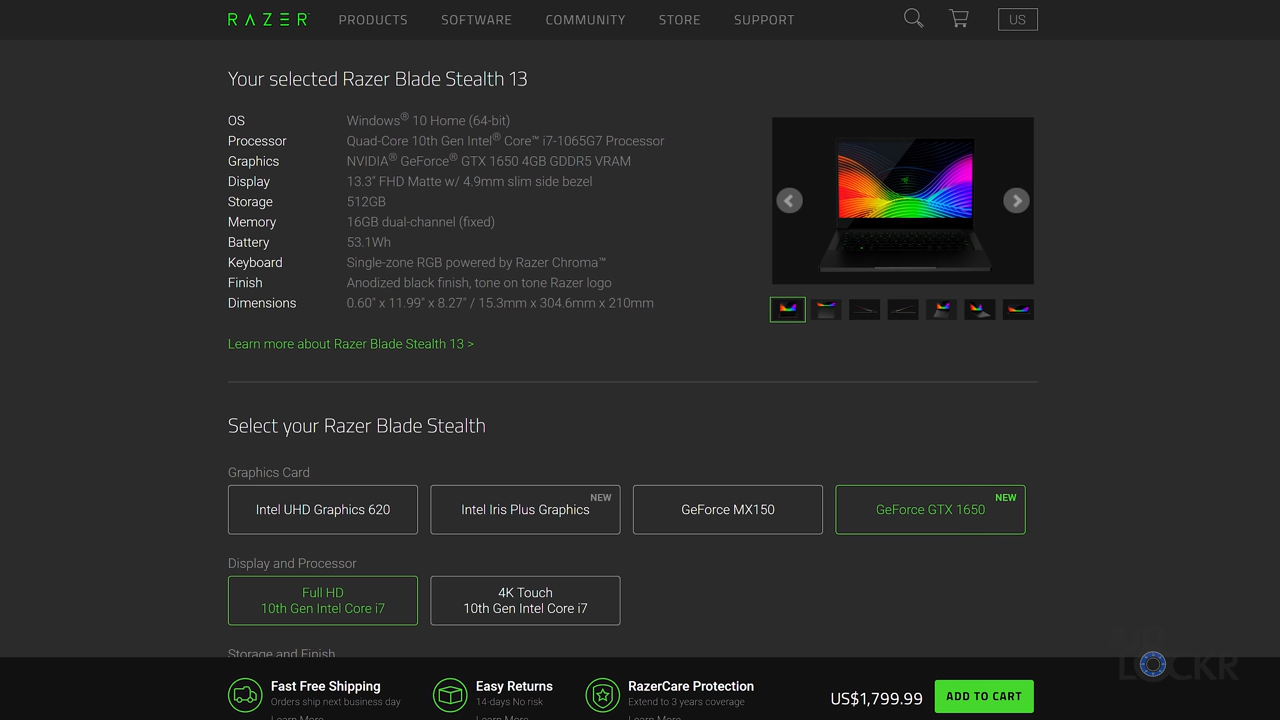 RAZER PRODUCTS SOFTWARE COMMUNITY STORE SUPPORT US
Your selected Razer Blade Stealth 13
OS Windows® 10 Home (64-bit)
Processor Quad-Core 10th Gen Intel® Core™ i7-1065G7 Processor
Graphics NVIDIA® GeForce® GTX 1650 4GB GDDR5 VRAM
Display 13.3" FHD Matte w/ 4.9mm slim side bezel
Storage 512GB
Memory 16GB dual-channel (fixed)
Battery 53.1Wh
Keyboard Single-zone RGB powered by Razer Chroma™
Finish Anodized black finish, tone on tone Razer logo
Dimensions 0.60" x 11.99" x 8.27" / 15.3mm x 304.6mm x 210mm
Learn more about Razer Blade Stealth 13 >
Select your Razer Blade Stealth
Graphics Card
Intel UHD Graphics 620
NEW
Intel Iris Plus Graphics
GeForce MX150
NEW
GeForce GTX 1650
Display and Processor
Full HD
10th Gen Intel Core i7
4K Touch
10th Gen Intel Core i7
Storage and Finish
Fast Free Shipping
Orders ship next business day
Learn More
Easy Returns
14-days No risk
Learn More
RazerCare Protection
Extend to 3 years coverage
Learn More
US$1,799.99
ADD TO CART
LOCKR